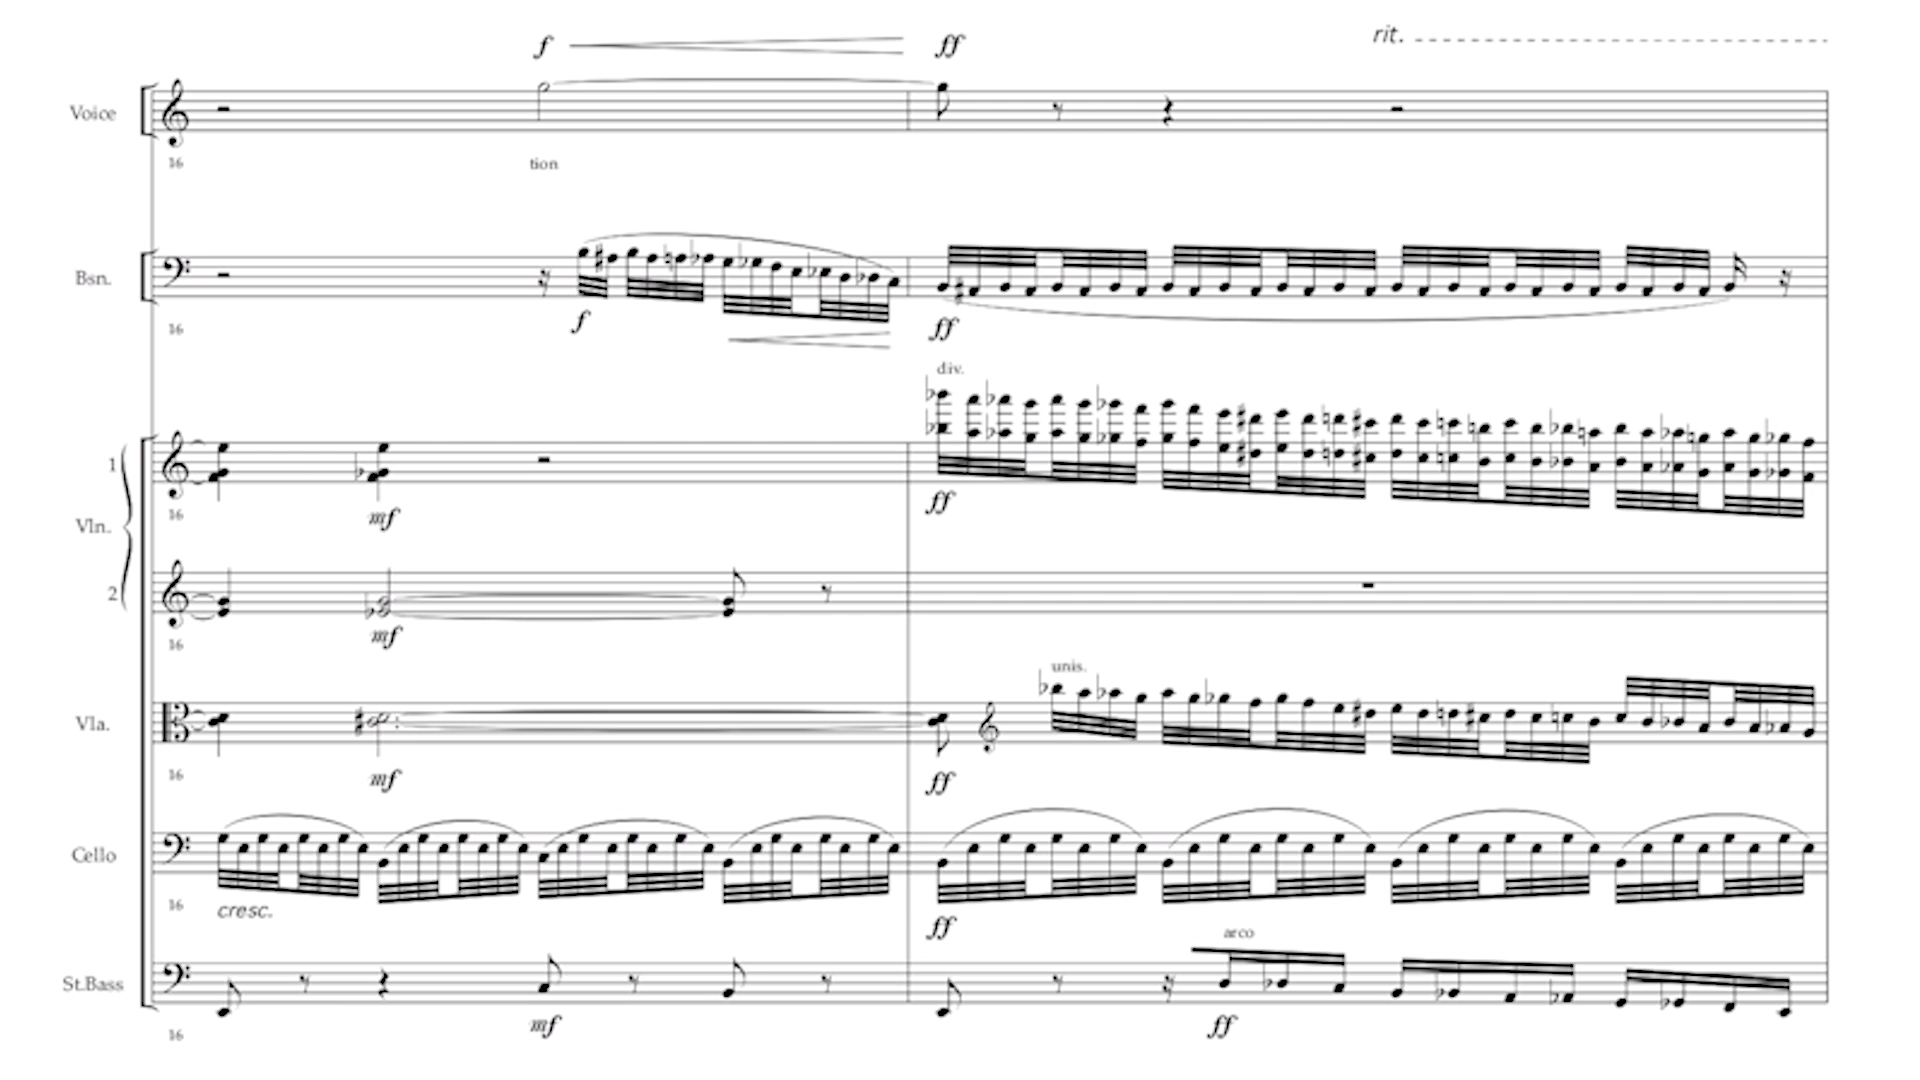 f ff rit.
Voice
16 tion
Bsn.
16 f ff
div.
1
16 mf ff
Vln.
2
16 mf
unis.
Vla.
16 mf ff
Cello
16 cresc. ff
arco
St.Bass
16 mf ff